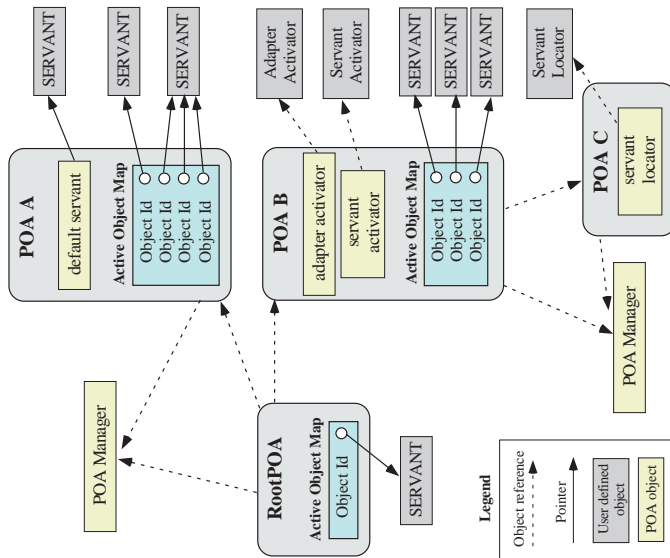 RootPOA
Active Object Map
Object Id
SERVANT
POA Manager
POA A
default servant
Active Object Map
Object Id
Object Id
Object Id
Object Id
SERVANT
SERVANT
SERVANT
POA B
adapter activator
servant
activator
Active Object Map
Object Id
Object Id
Object Id
Adapter
Activator
Servant
Activator
SERVANT
SERVANT
SERVANT
POA Manager
POA C
servant
locator
Servant
Locator
Legend
Object reference
Pointer
User defined
object
POA object